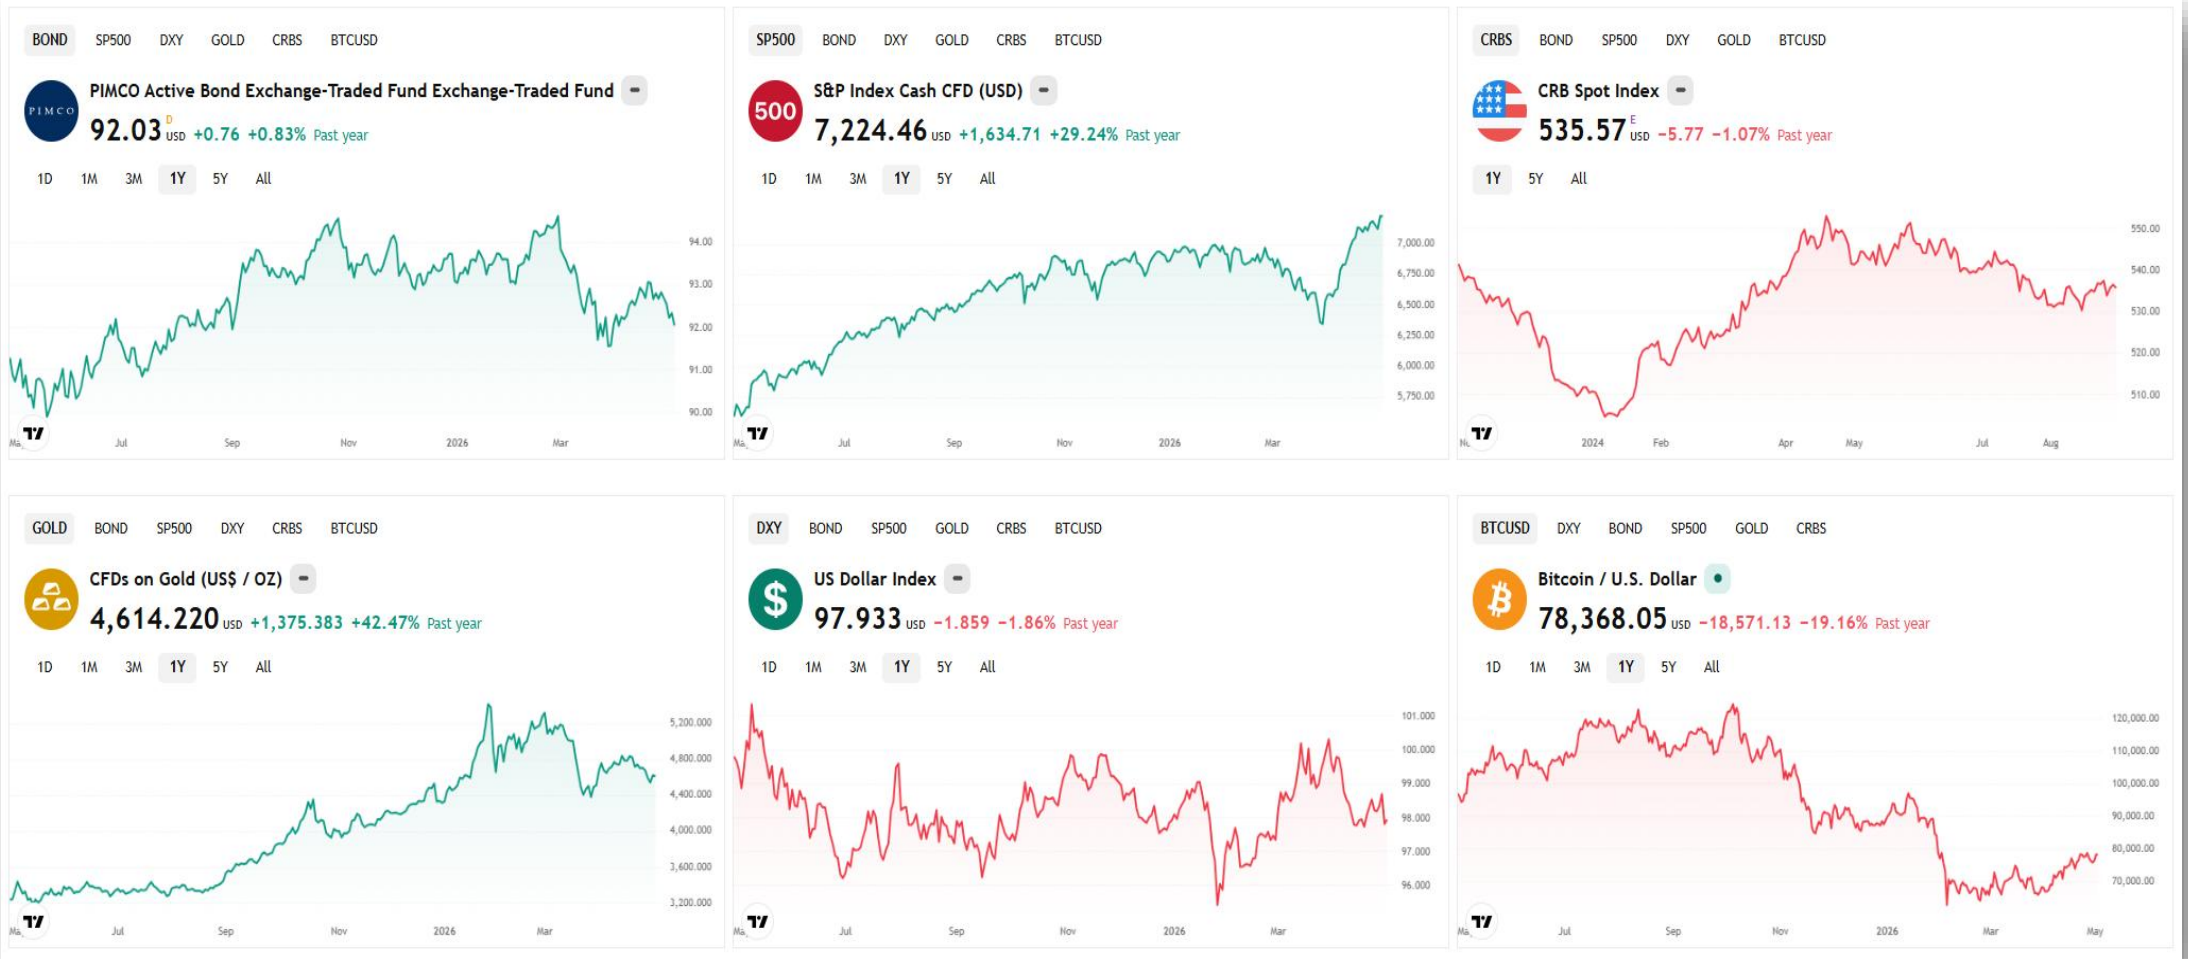 BOND SP500 DXY GOLD CRBS BTCUSD
PIMCO
PIMCO Active Bond Exchange-Traded Fund Exchange-Traded Fund
92.03 D USD +0.76 +0.83% Past year
1D 1M 3M 1Y 5Y All
94.00
93.00
92.00
91.00
90.00
Jul Sep Nov 2026 Mar
SP500 BOND DXY GOLD CRBS BTCUSD
500
S&P Index Cash CFD (USD)
7,224.46 USD +1,634.71 +29.24% Past year
1D 1M 3M 1Y 5Y All
7,000.00
6,750.00
6,500.00
6,250.00
6,000.00
5,750.00
Jul Sep Nov 2026 Mar
CRBS BOND SP500 DXY GOLD BTCUSD
CRB Spot Index
535.57 E USD −5.77 −1.07% Past year
1Y 5Y All
550.00
540.00
530.00
520.00
510.00
2024 Feb Apr May Jul Aug
GOLD BOND SP500 DXY CRBS BTCUSD
CFDs on Gold (US$ / OZ)
4,614.220 USD +1,375.383 +42.47% Past year
1D 1M 3M 1Y 5Y All
5,200.000
4,800.000
4,400.000
4,000.000
3,600.000
3,200.000
Jul Sep Nov 2026 Mar
DXY BOND SP500 GOLD CRBS BTCUSD
$
US Dollar Index
97.933 USD −1.859 −1.86% Past year
1D 1M 3M 1Y 5Y All
101.000
100.000
99.000
98.000
97.000
96.000
Jul Sep Nov 2026 Mar
BTCUSD DXY BOND SP500 GOLD CRBS
Bitcoin / U.S. Dollar
78,368.05 USD −18,571.13 −19.16% Past year
1D 1M 3M 1Y 5Y All
120,000.00
110,000.00
100,000.00
90,000.00
80,000.00
70,000.00
Jul Sep Nov 2026 Mar May